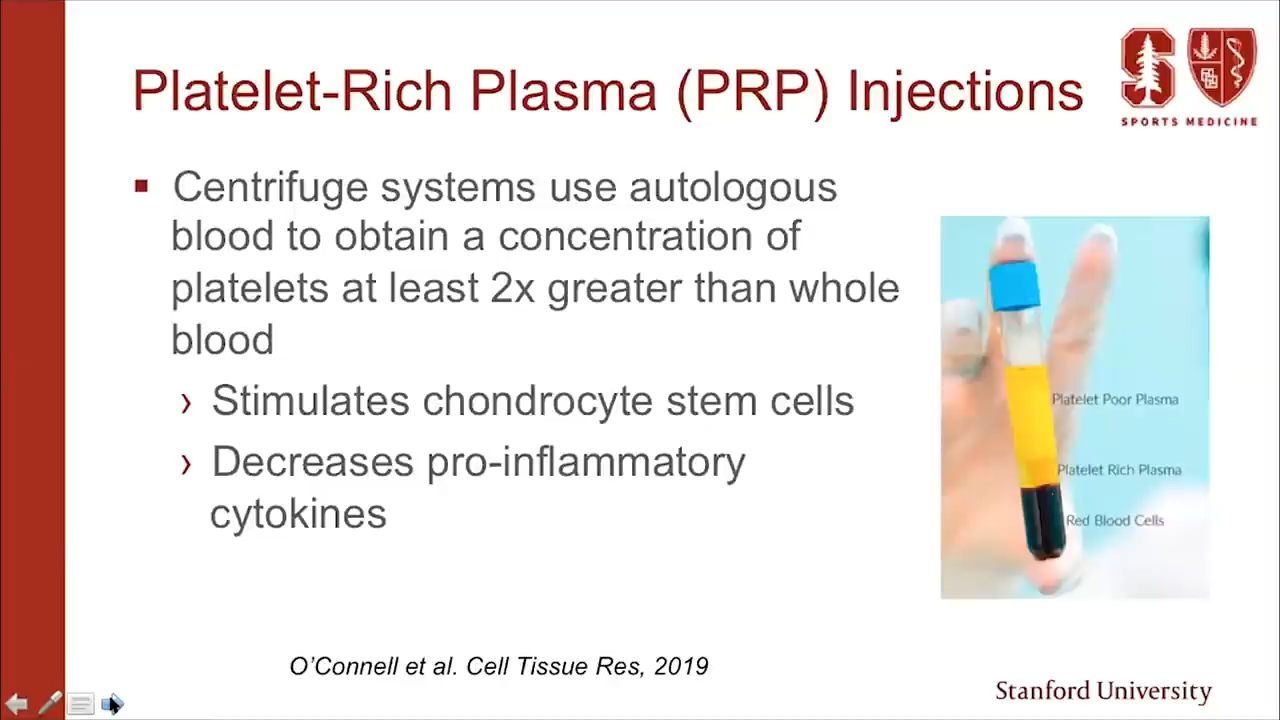 Platelet-Rich Plasma (PRP) Injections
S
SPORTS MEDICINE
Centrifuge systems use autologous
blood to obtain a concentration of
platelets at least 2x greater than whole
blood
› Stimulates chondrocyte stem cells
› Decreases pro-inflammatory
cytokines
Platelet Poor Plasma
Platelet Rich Plasma
Red Blood Cells
O’Connell et al. Cell Tissue Res, 2019
Stanford University